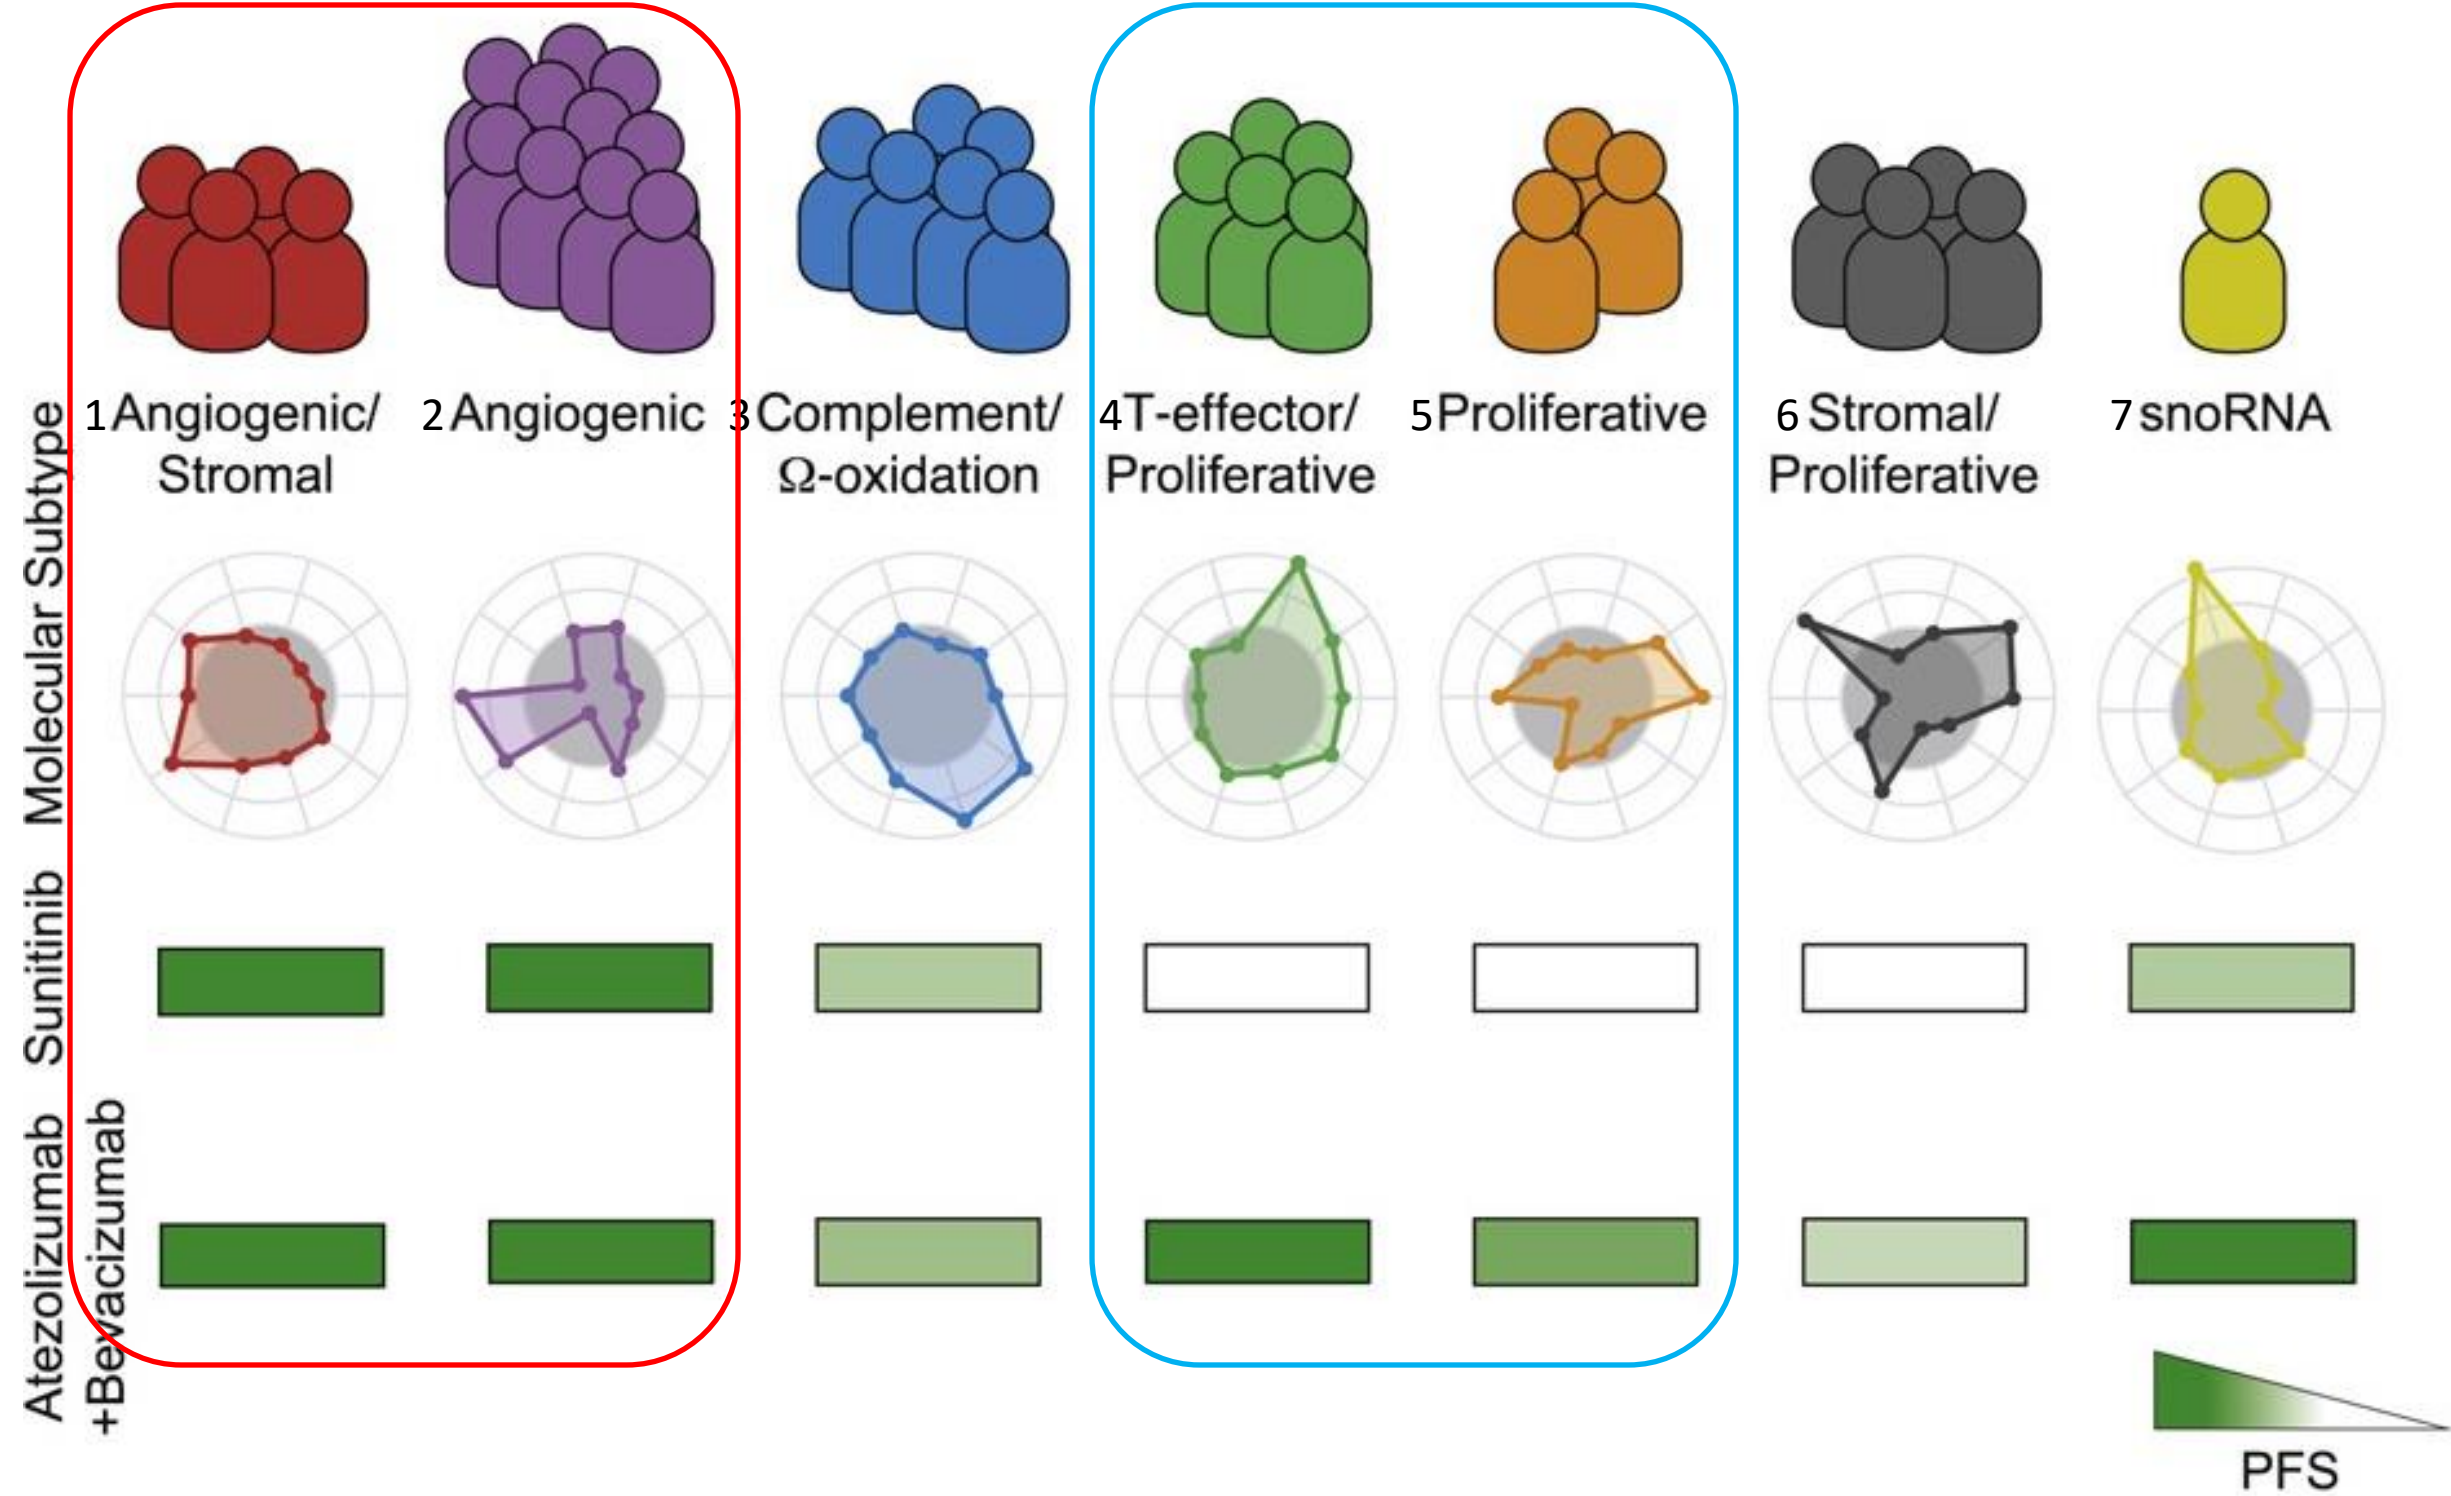 1 Angiogenic/
Stromal
2 Angiogenic
3 Complement/
Ω-oxidation
4 T-effector/
Proliferative
5 Proliferative
6 Stromal/
Proliferative
7 snoRNA
Molecular Subtype
Sunitinib
Atezolizumab
+Bevacizumab
PFS